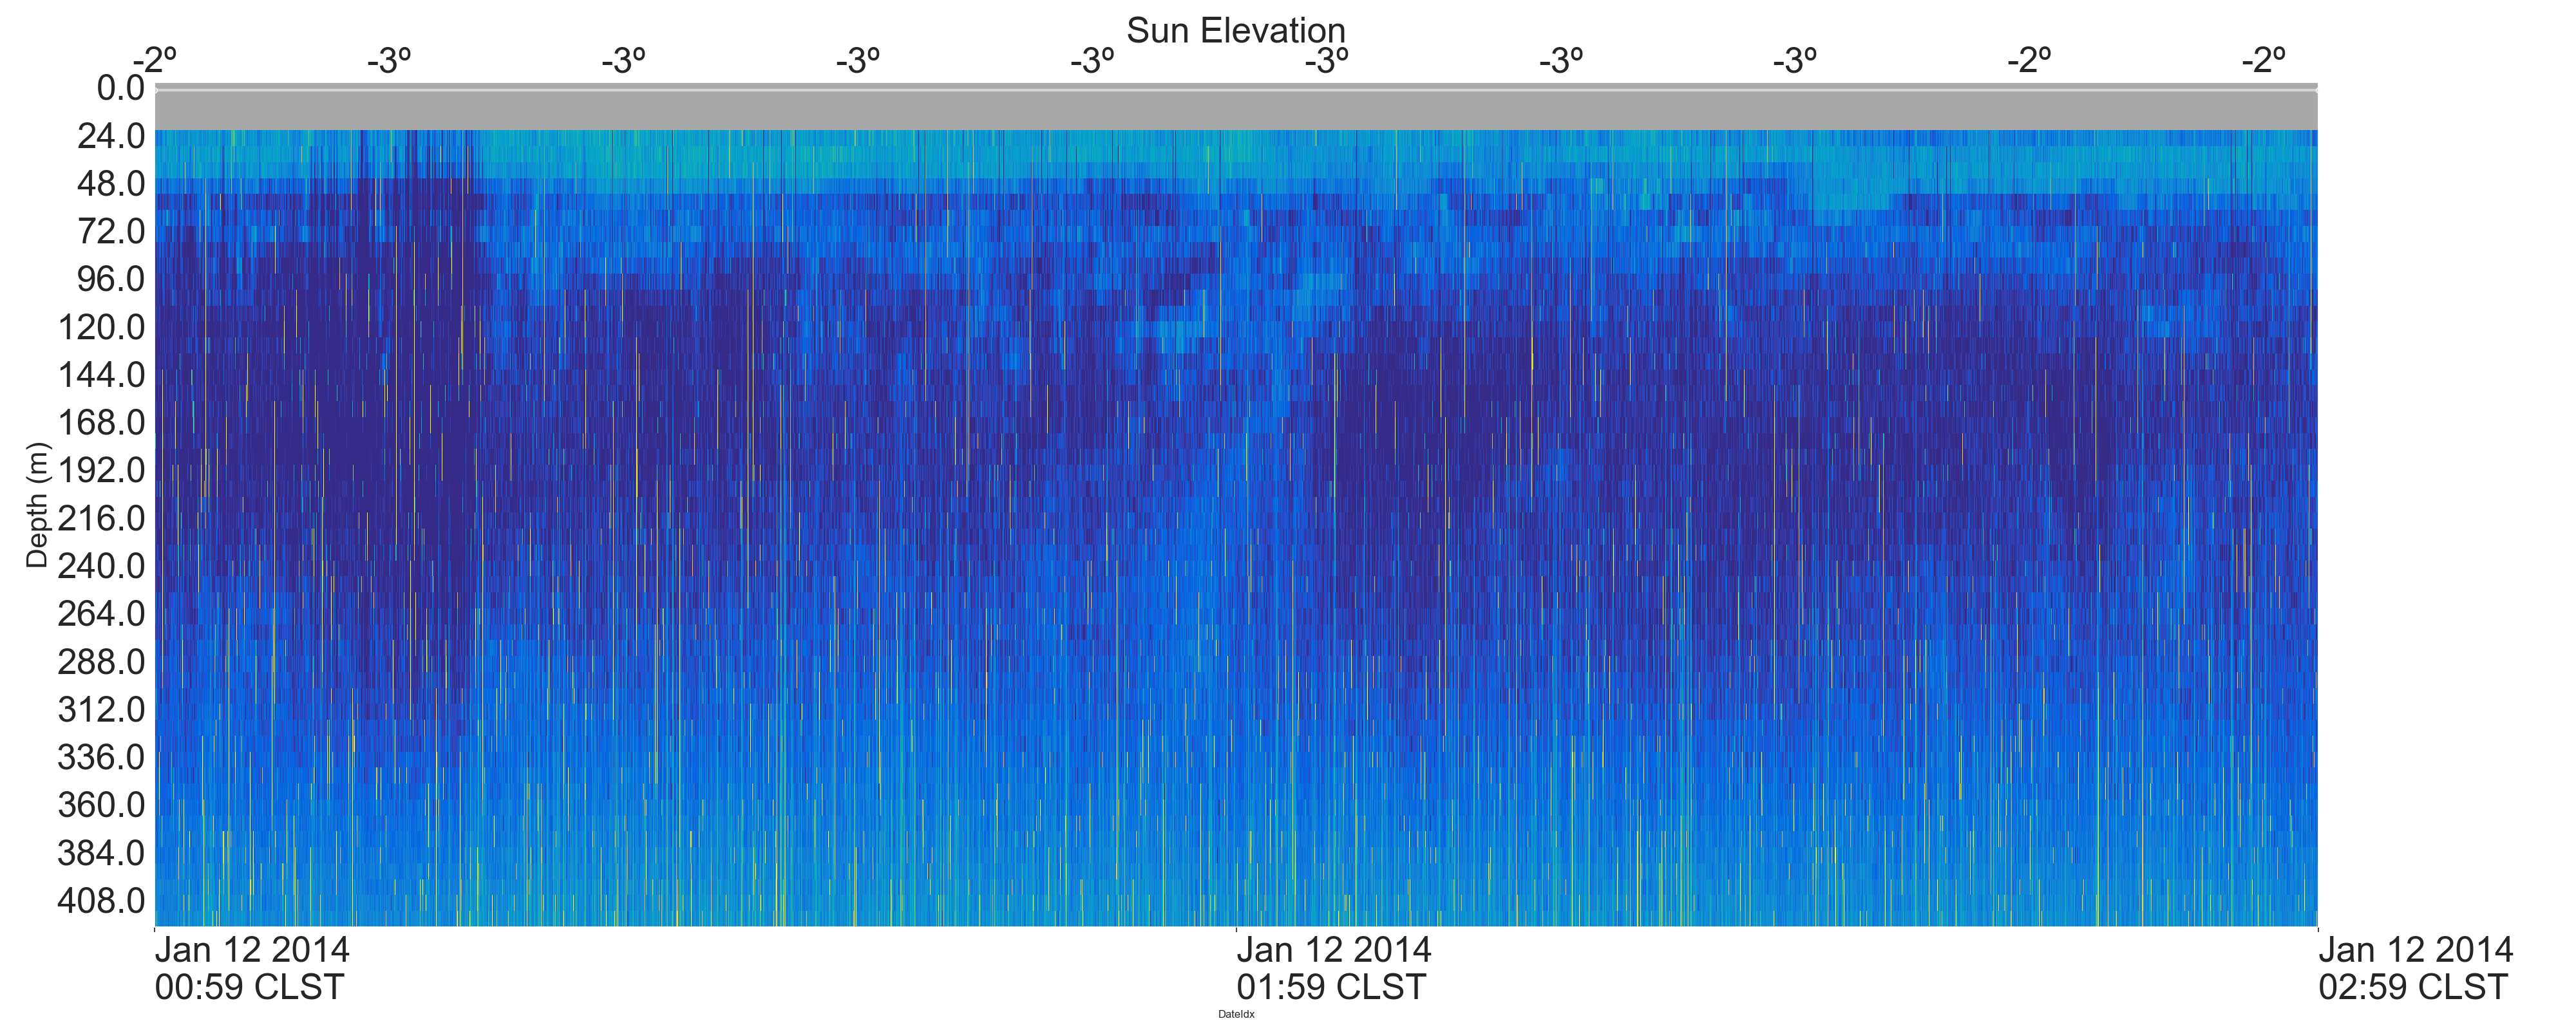 Sun Elevation
-2º -3º -3º -3º -3º -3º -3º -3º -2º -2º
0.0
24.0
48.0
72.0
96.0
120.0
144.0
168.0
192.0
216.0
240.0
264.0
288.0
312.0
336.0
360.0
384.0
408.0
Depth (m)
Jan 12 2014
00:59 CLST
Jan 12 2014
01:59 CLST
Jan 12 2014
02:59 CLST
DateIdx